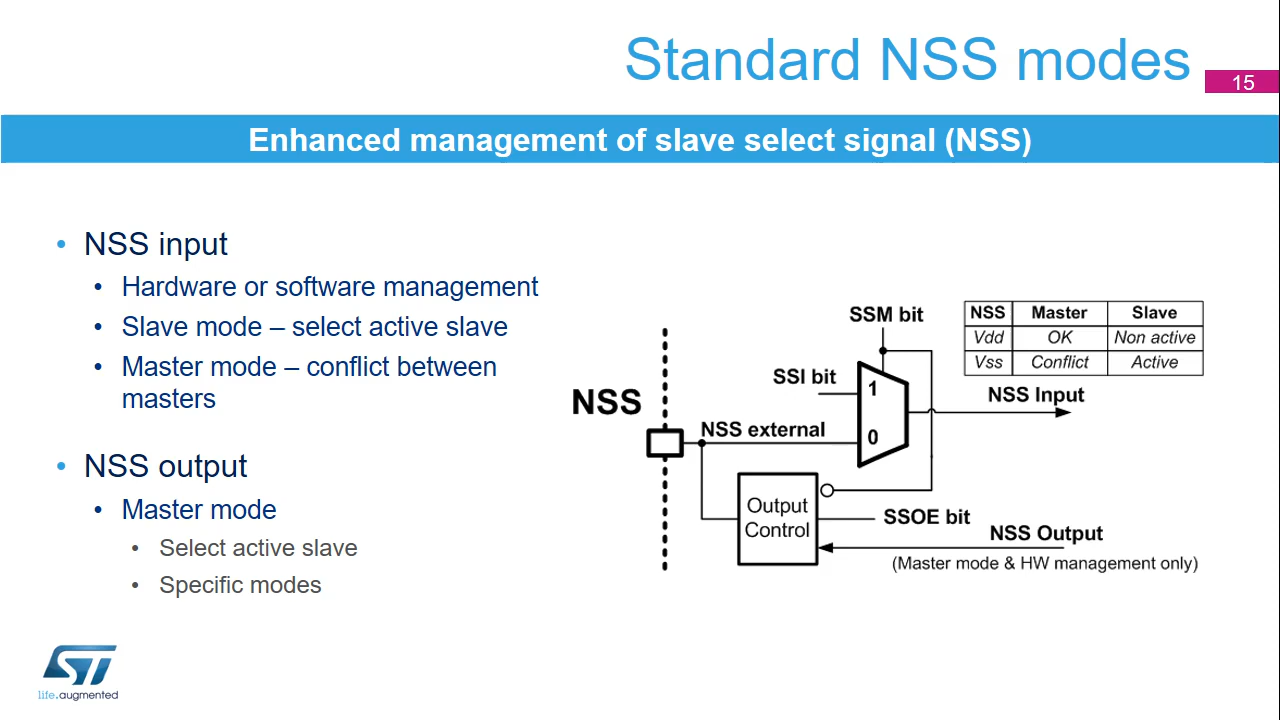 Standard NSS modes
15
Enhanced management of slave select signal (NSS)
• NSS input
• Hardware or software management
• Slave mode – select active slave
• Master mode – conflict between
masters
• NSS output
• Master mode
• Select active slave
• Specific modes
NSS
SSM bit
SSI bit
1
0
NSS external
NSS Input
Output
Control
SSOE bit
NSS Output
(Master mode & HW management only)
NSS Master Slave
Vdd OK Non active
Vss Conflict Active
ST
life.augmented